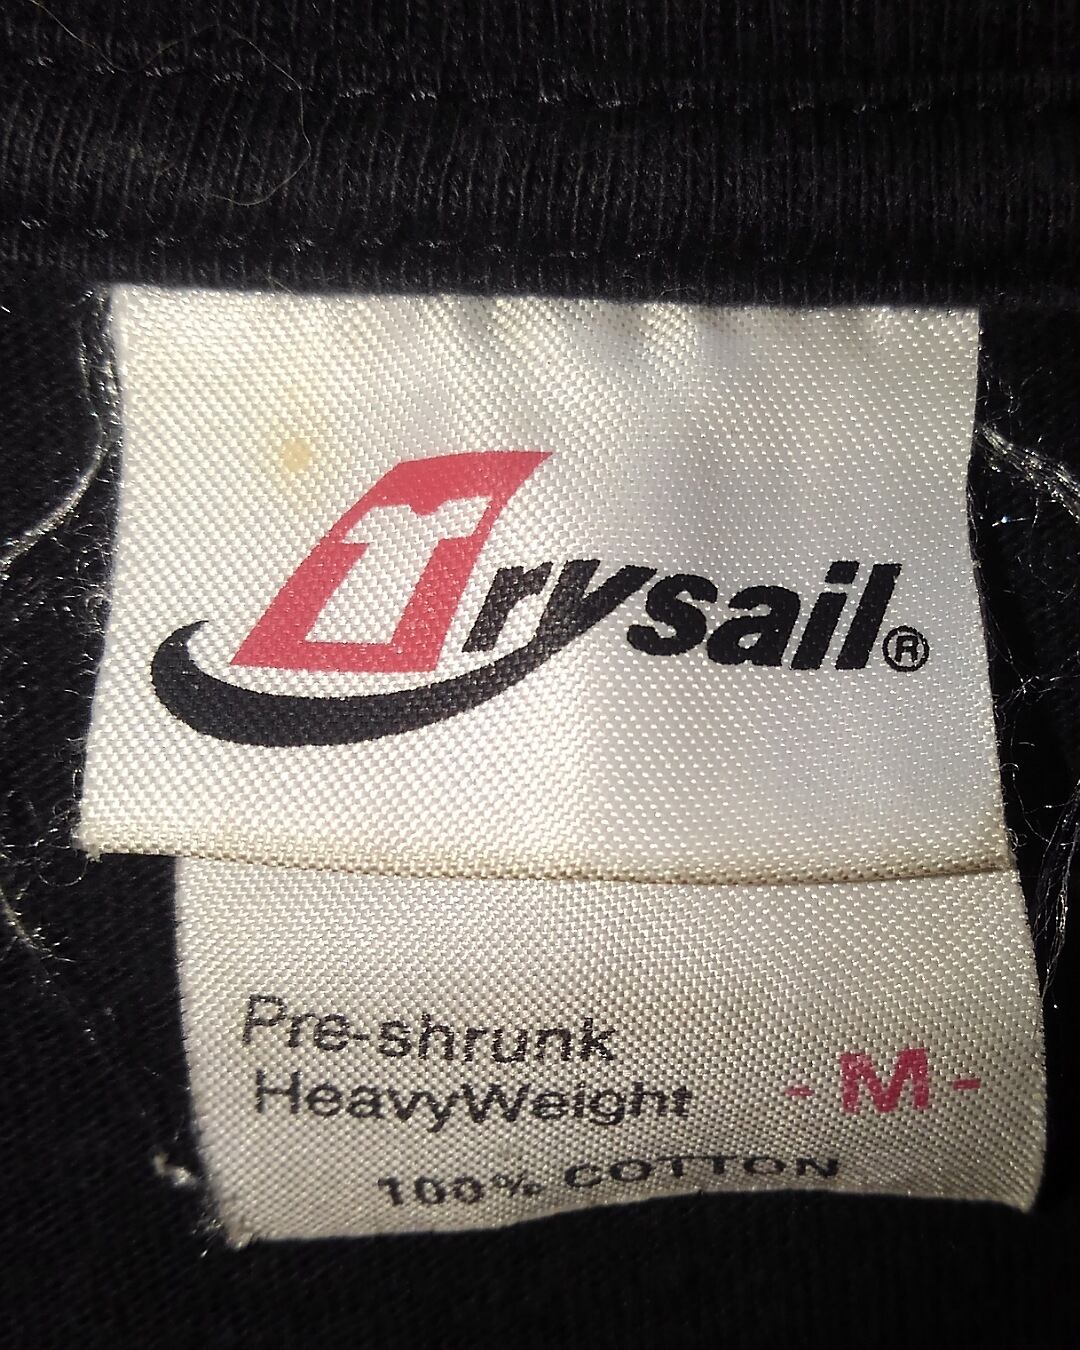 Trysail®
Pre-shrunk
HeavyWeight
- M -
100% COTTON